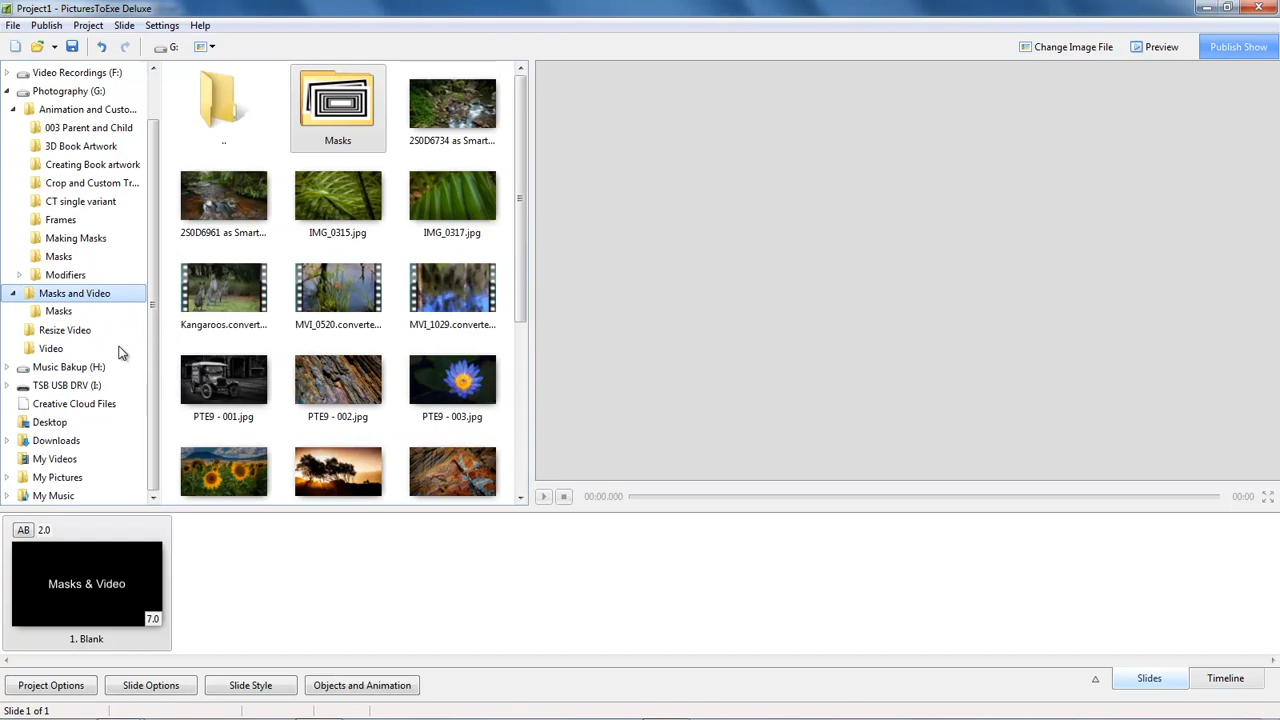 Project1 - PicturesToExe Deluxe
File Publish Project Slide Settings Help
G:
Change Image File Preview Publish Show
Video Recordings (F:)
Photography (G:)
Animation and Custo...
003 Parent and Child
3D Book Artwork
Creating Book artwork
Crop and Custom Tr...
CT single variant
Frames
Making Masks
Masks
Modifiers
Masks and Video
Masks
Resize Video
Video
Music Bakup (H:)
TSB USB DRV (I:)
Creative Cloud Files
Desktop
Downloads
My Videos
My Pictures
My Music
.. Masks 2S0D6734 as Smart...
2S0D6961 as Smart... IMG_0315.jpg IMG_0317.jpg
Kangaroos.convert... MVI_0520.converte... MVI_1029.converte...
PTE9 - 001.jpg PTE9 - 002.jpg PTE9 - 003.jpg
00:00.000 00:00
AB 2.0
Masks & Video
7.0
1. Blank
Project Options Slide Options Slide Style Objects and Animation Slides Timeline
Slide 1 of 1